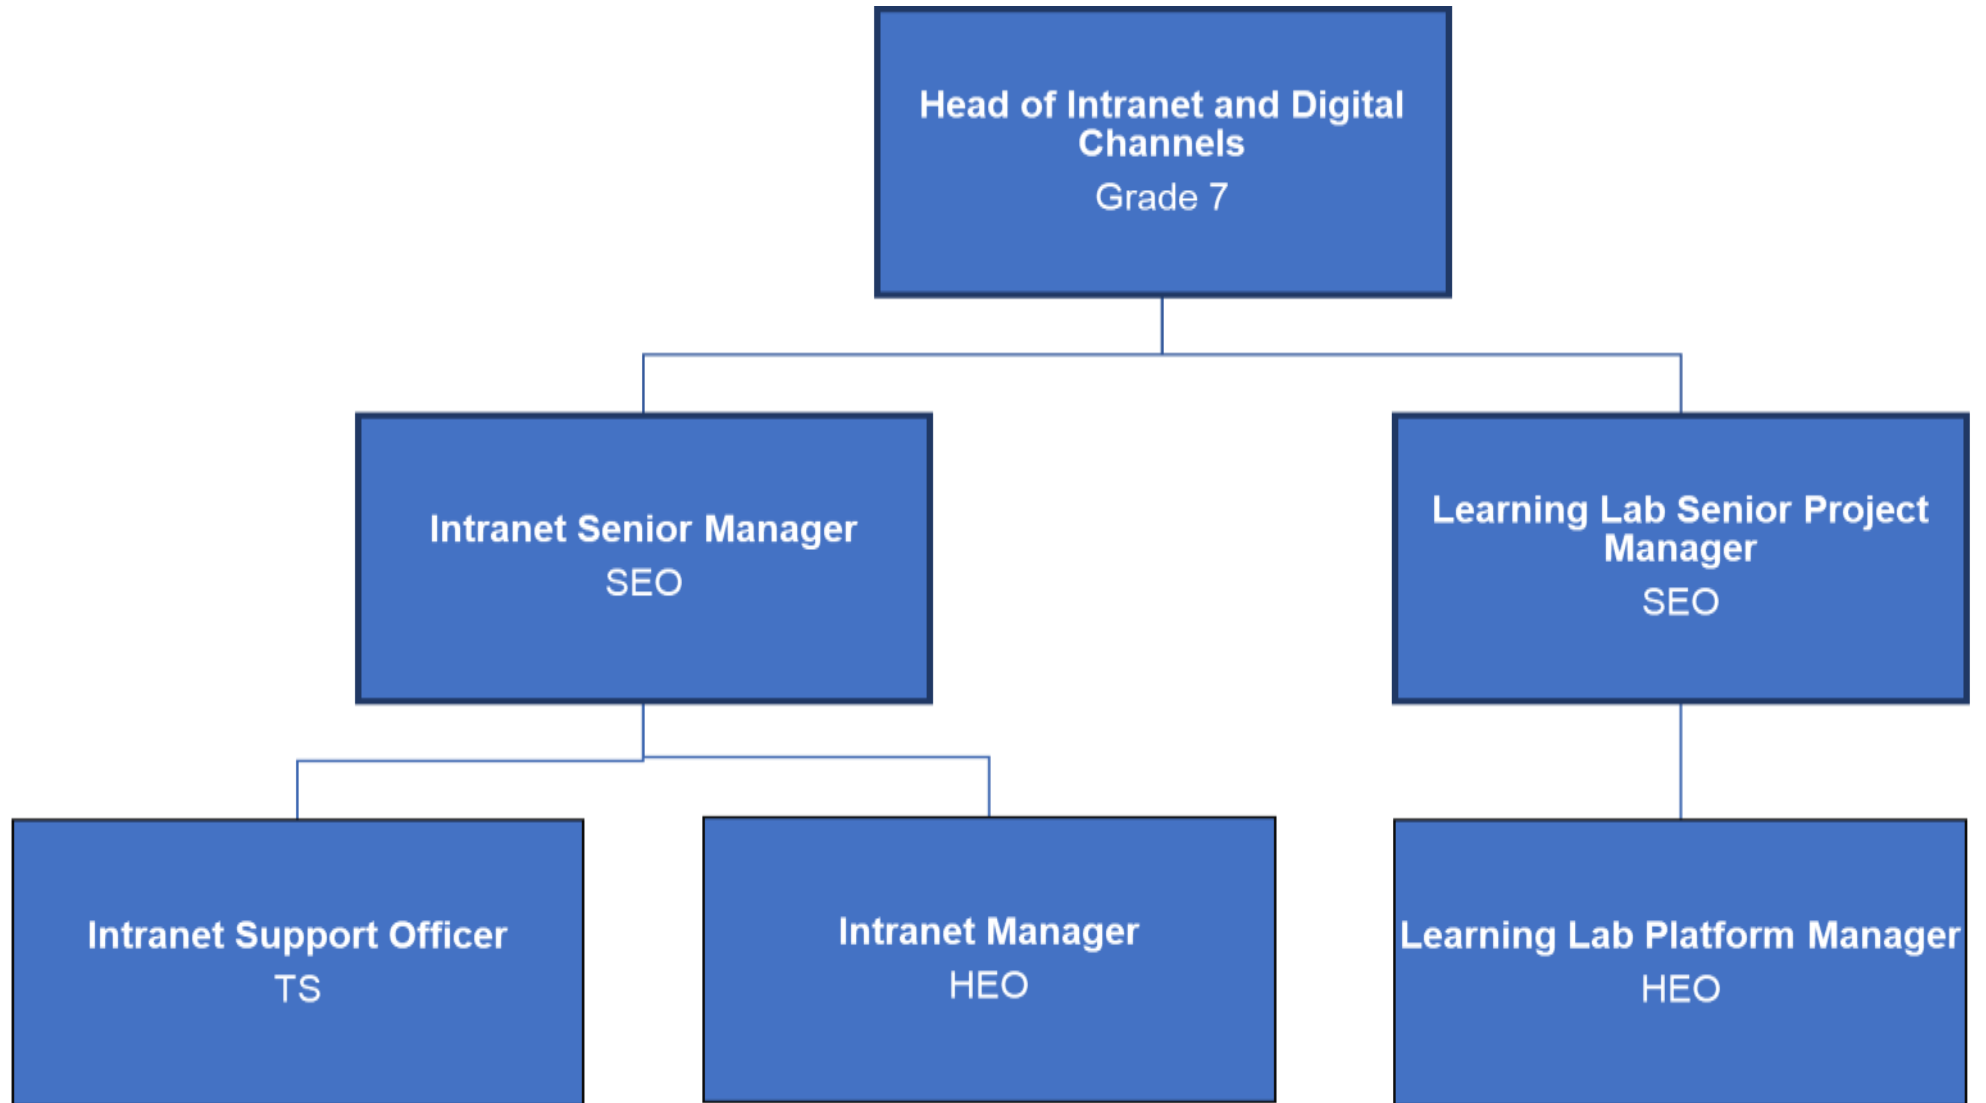 Head of Intranet and Digital
Channels
Grade 7
Intranet Senior Manager
SEO
Learning Lab Senior Project
Manager
SEO
Intranet Support Officer
TS
Intranet Manager
HEO
Learning Lab Platform Manager
HEO